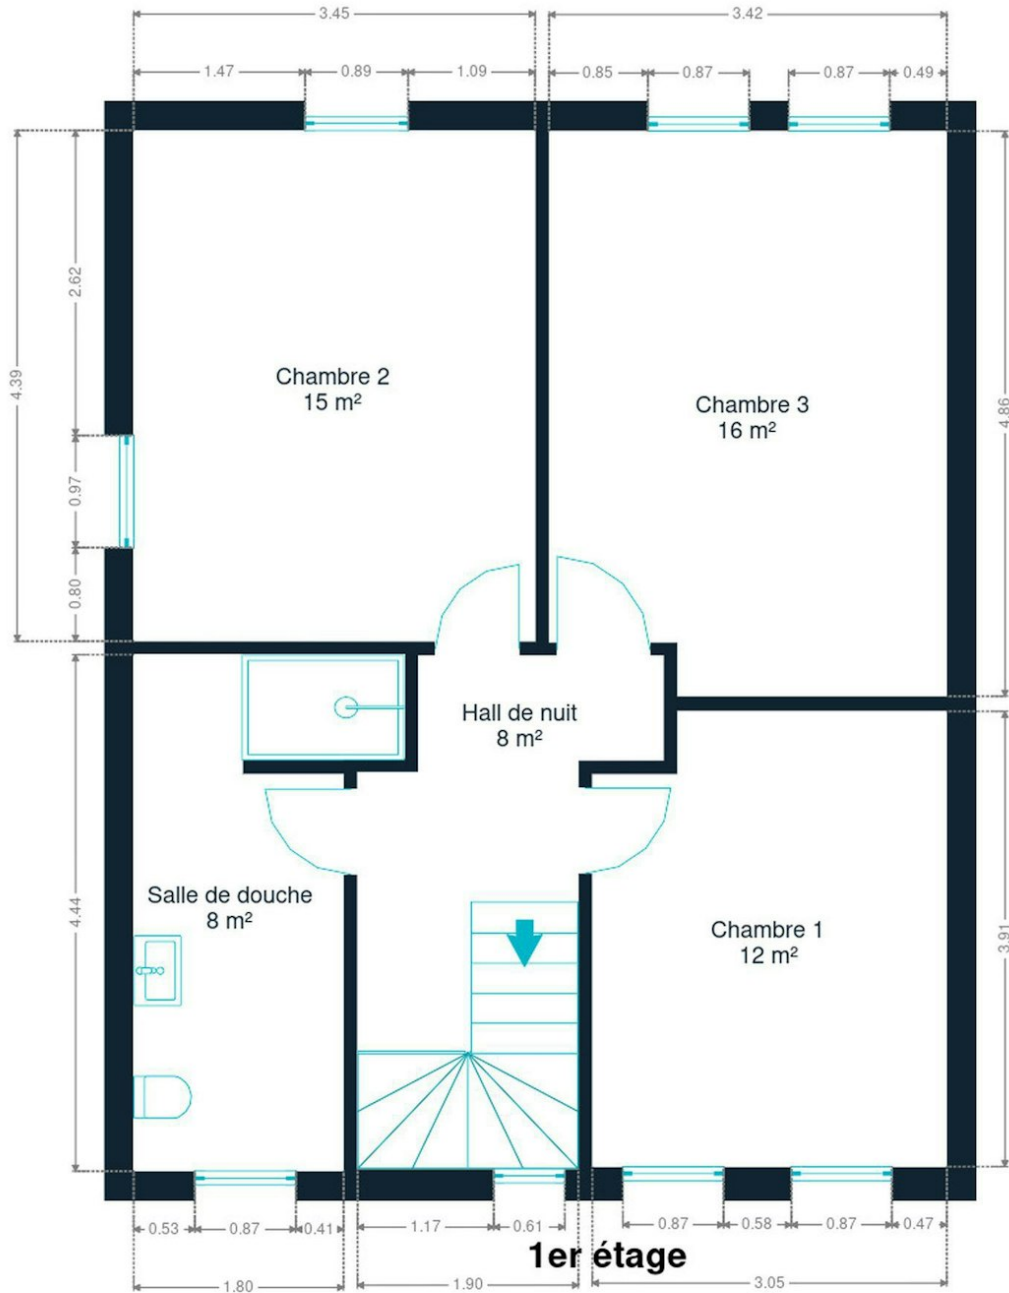 3.45
3.42
1.47
0.89
1.09
0.85
0.87
0.87
0.49
4.39
2.62
0.97
0.80
4.86
Chambre 2
15 m²
Chambre 3
16 m²
Hall de nuit
8 m²
4.44
Salle de douche
8 m²
Chambre 1
12 m²
3.91
0.53
0.87
0.41
1.17
0.61
0.87
0.58
0.87
0.47
1er étage
1.80
1.90
3.05